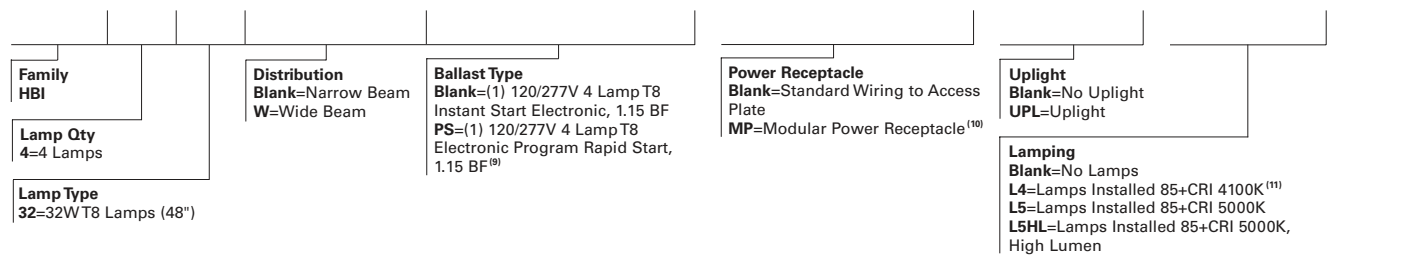 Family
HBI
Lamp Qty
4=4 Lamps
Lamp Type
32=32W T8 Lamps (48")
Distribution
Blank=Narrow Beam
W=Wide Beam
Ballast Type
Blank=(1) 120/277V 4 Lamp T8
Instant Start Electronic, 1.15 BF
PS=(1) 120/277V 4 Lamp T8
Electronic Program Rapid Start,
1.15 BF(9)
Power Receptacle
Blank=Standard Wiring to Access
Plate
MP=Modular Power Receptacle(10)
Uplight
Blank=No Uplight
UPL=Uplight
Lamping
Blank=No Lamps
L4=Lamps Installed 85+CRI 4100K(11)
L5=Lamps Installed 85+CRI 5000K
L5HL=Lamps Installed 85+CRI 5000K,
High Lumen